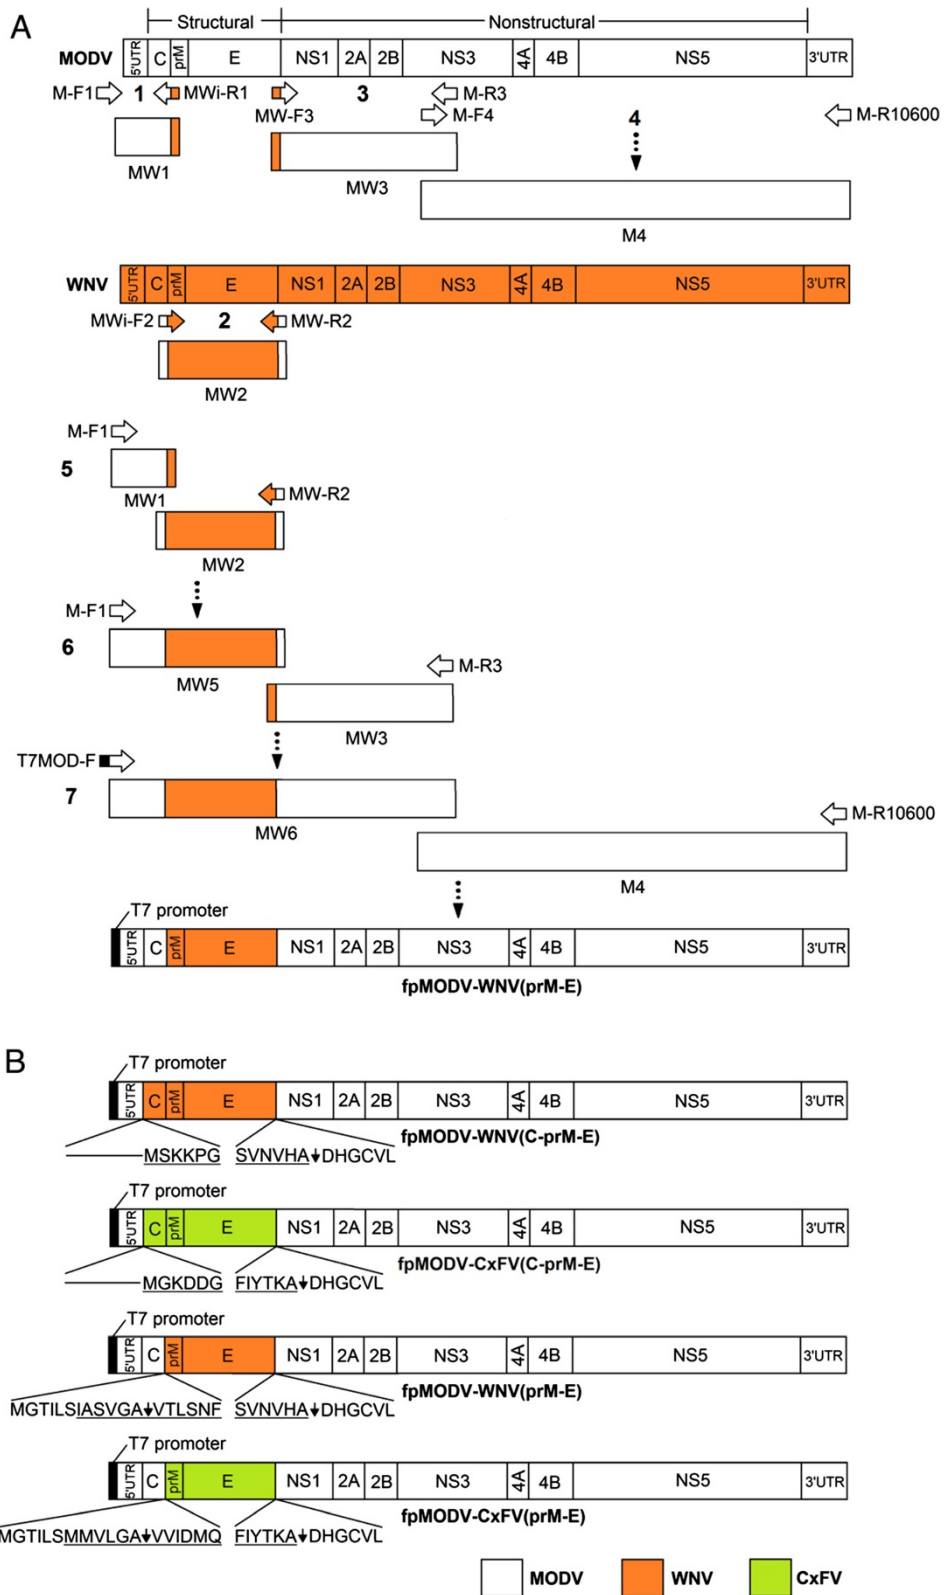 A
Structural
Nonstructural
MODV
5'UTR C prM E NS1 2A 2B NS3 4A 4B NS5 3'UTR
M-F1 1 MWi-R1 3 M-R3
MW-F3 M-F4 4 M-R10600
MW1
MW3
M4
WNV 5'UTR C prM E NS1 2A 2B NS3 4A 4B NS5 3'UTR
MWi-F2 2 MW-R2
MW2
M-F1
5
MW1 MW-R2
MW2
M-F1
6
M-R3
MW5
MW3
T7MOD-F
7
M-R10600
MW6
M4
T7 promoter
5'UTR C prM E NS1 2A 2B NS3 4A 4B NS5 3'UTR
fpMODV-WNV(prM-E)
B
T7 promoter
5'UTR C prM E NS1 2A 2B NS3 4A 4B NS5 3'UTR
fpMODV-WNV(C-prM-E)
MSKKPG SVNVHA↓DHGCVL
T7 promoter
5'UTR C prM E NS1 2A 2B NS3 4A 4B NS5 3'UTR
fpMODV-CxFV(C-prM-E)
MGKDDG FIYTKA↓DHGCVL
T7 promoter
5'UTR C prM E NS1 2A 2B NS3 4A 4B NS5 3'UTR
fpMODV-WNV(prM-E)
MGTILSIASVGA↓VTLSNF SVNVHA↓DHGCVL
T7 promoter
5'UTR C prM E NS1 2A 2B NS3 4A 4B NS5 3'UTR
fpMODV-CxFV(prM-E)
MGTILSMMVLGA↓VVIDMQ FIYTKA↓DHGCVL
MODV WNV CxFV